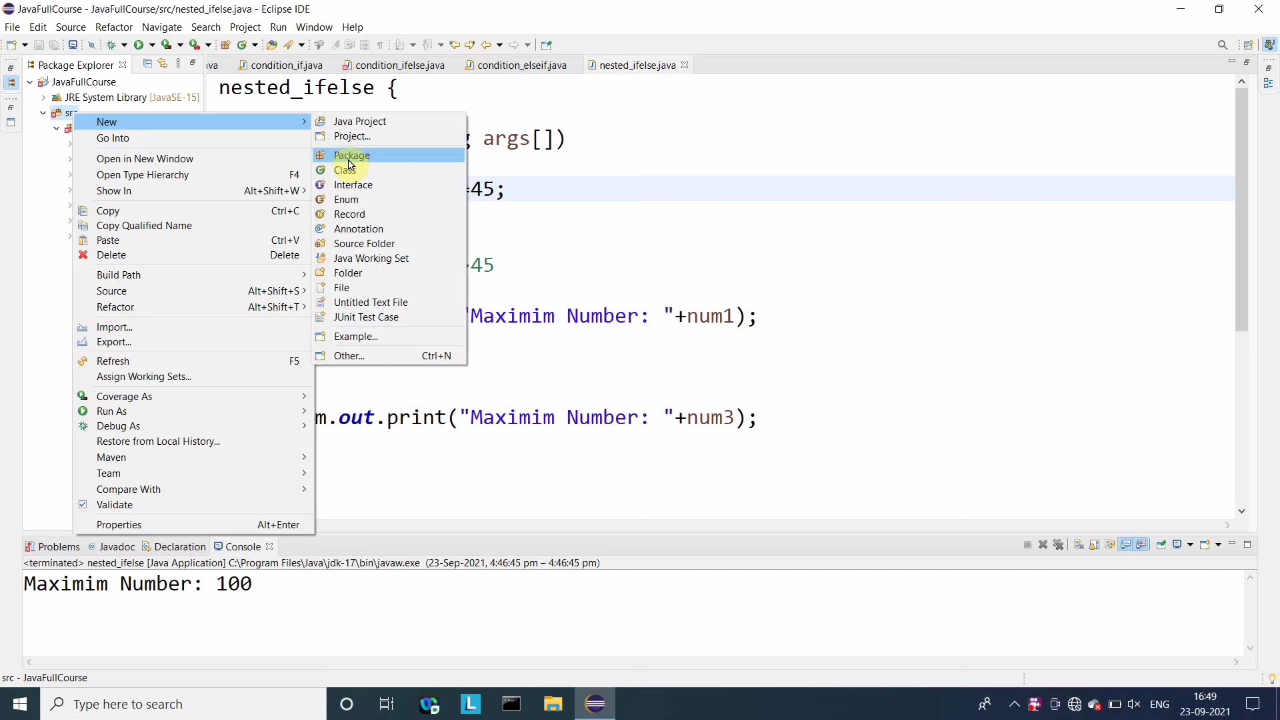 JavaFullCourse - JavaFullCourse/src/nested_ifelse.java - Eclipse IDE
File Edit Source Refactor Navigate Search Project Run Window Help
Package Explorer
ava condition_if.java condition_ifelse.java condition_elseif.java nested_ifelse.java
JavaFullCourse
JRE System Library [JavaSE-15]
src
nested_ifelse {
g args[])
=45;
45
"Maximim Number: "+num1);
m.out.print("Maximim Number: "+num3);
New
Go Into
Open in New Window
Open Type Hierarchy F4
Show In Alt+Shift+W
Copy Ctrl+C
Copy Qualified Name
Paste Ctrl+V
Delete Delete
Build Path
Source Alt+Shift+S
Refactor Alt+Shift+T
Import...
Export...
Refresh F5
Assign Working Sets...
Coverage As
Run As
Debug As
Restore from Local History...
Maven
Team
Compare With
Validate
Properties Alt+Enter
Java Project
Project...
Package
Class
Interface
Enum
Record
Annotation
Source Folder
Java Working Set
Folder
File
Untitled Text File
JUnit Test Case
Example...
Other... Ctrl+N
Problems Javadoc Declaration Console
<terminated> nested_ifelse [Java Application] C:\Program Files\Java\jdk-17\bin\javaw.exe (23-Sep-2021, 4:46:45 pm – 4:46:45 pm)
Maximim Number: 100
src - JavaFullCourse
Type here to search
L
ENG
16:49
23-09-2021